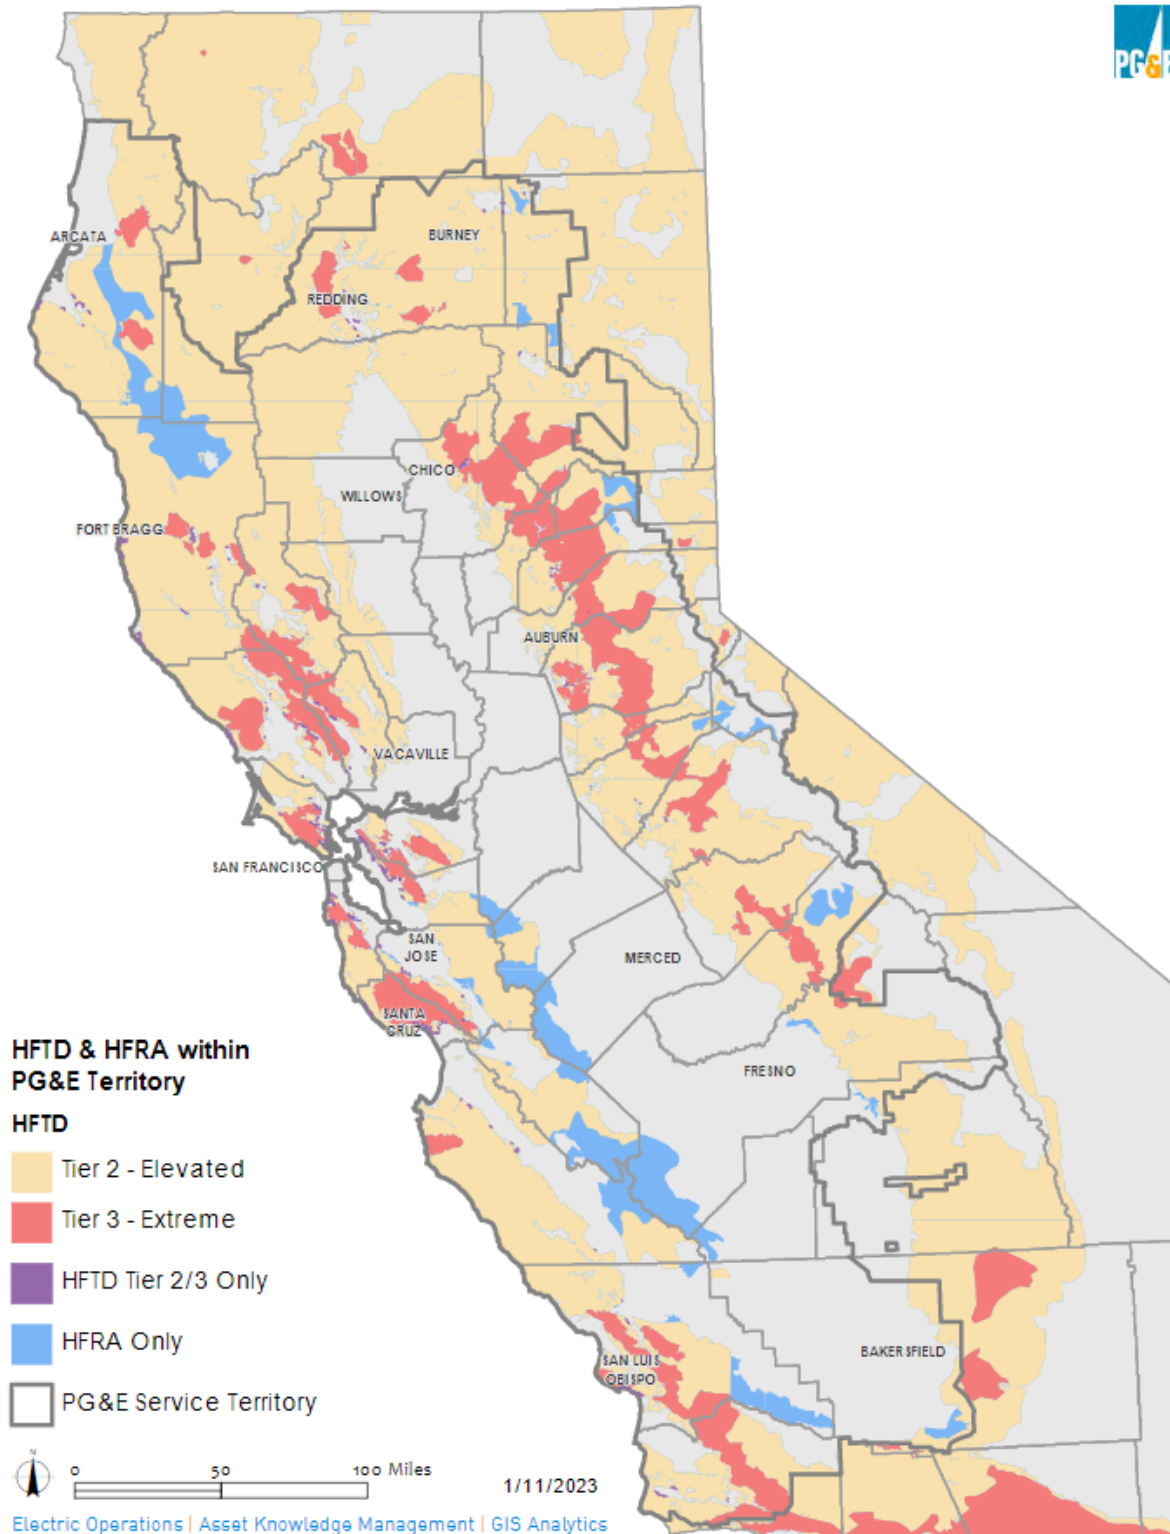 PG&E
ARCATA
BURNEY
REDDING
CHICO
WILLOWS
FORT BRAGG
AUBURN
VACAVILLE
SAN FRANCISCO
SAN
JOSE
MERCED
SANTA
CRUZ
FRESNO
SAN LUIS
OBISPO
BAKERSFIELD
HFTD & HFRA within
PG&E Territory
HFTD
Tier 2 - Elevated
Tier 3 - Extreme
HFTD Tier 2/3 Only
HFRA Only
PG&E Service Territory
N
0 50 100 Miles
1/11/2023
Electric Operations | Asset Knowledge Management | GIS Analytics